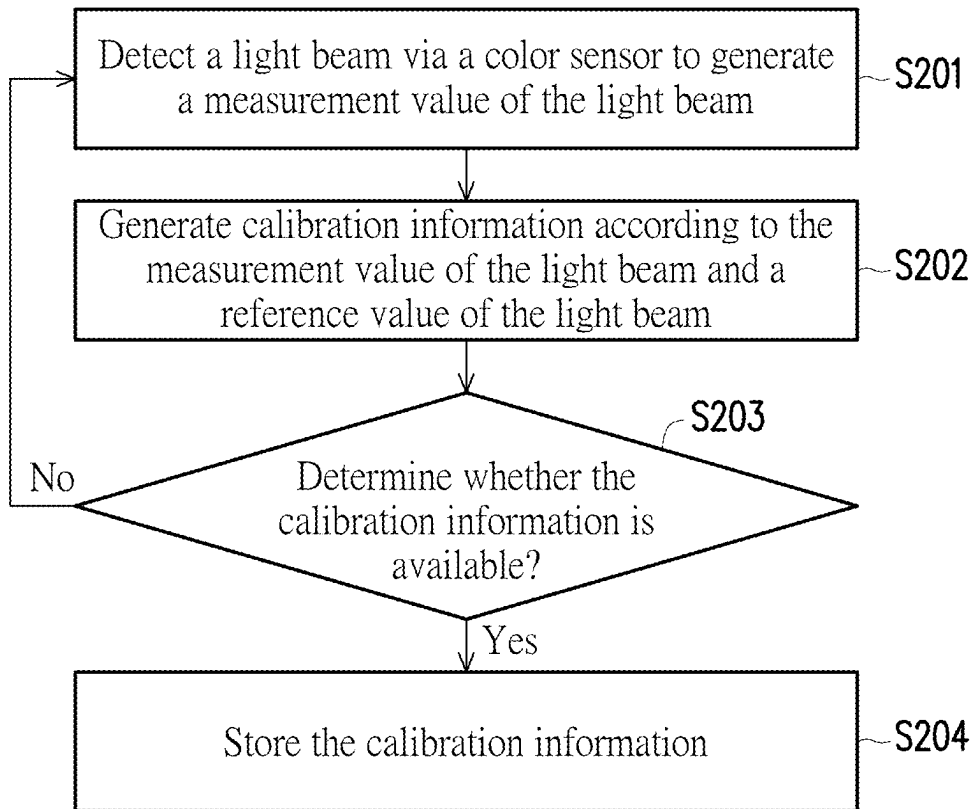 Detect a light beam via a color sensor to generate
a measurement value of the light beam
S201
Generate calibration information according to the
measurement value of the light beam and a
reference value of the light beam
S202
S203
Determine whether the
calibration information is
available?
No
Yes
Store the calibration information
S204